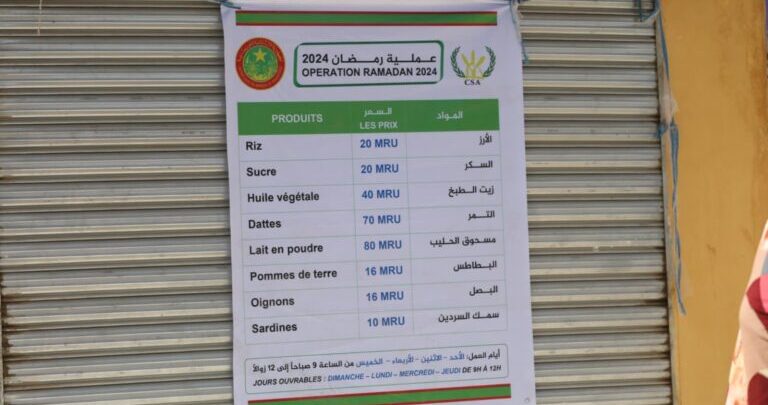 عملية رمضان 2024
OPERATION RAMADAN 2024
CSA
PRODUITS السعر المواد
LES PRIX
Riz 20 MRU الأرز
Sucre 20 MRU السكر
Huile végétale 40 MRU زيت الطبخ
Dattes 70 MRU التمر
Lait en poudre 80 MRU مسحوق الحليب
Pommes de terre 16 MRU البطاطس
Oignons 16 MRU البصل
Sardines 10 MRU سمك السردين
أيام العمل: الأحد – الاثنين – الأربعاء – الخميس من الساعة 9 صباحا إلى 12 زوالا
JOURS OUVRABLES : DIMANCHE – LUNDI – MERCREDI – JEUDI DE 9H À 12H